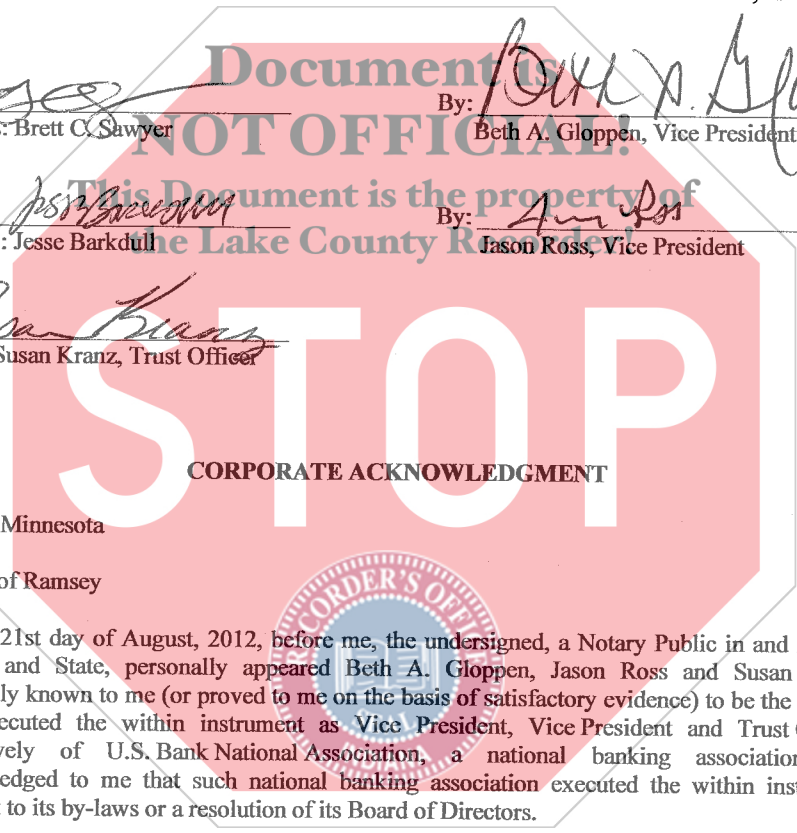 Document is
NOT OFFICIAL!
This Document is the property of
the Lake County Recorder!
STOP
By:
: Brett C. Sawyer
Beth A. Gloppen, Vice President
By:
: Jesse Barkdull
Jason Ross, Vice President
Susan Kranz, Trust Officer
CORPORATE ACKNOWLEDGMENT
Minnesota
of Ramsey
RECORDER'S OFFICE
21st day of August, 2012, before me, the undersigned, a Notary Public in and
and State, personally appeared Beth A. Gloppen, Jason Ross and Susan
ly known to me (or proved to me on the basis of satisfactory evidence) to be the
ecuted the within instrument as Vice President, Vice President and Trust
vely of U.S. Bank National Association, a national banking association
edged to me that such national banking association executed the within inst
t to its by-laws or a resolution of its Board of Directors.